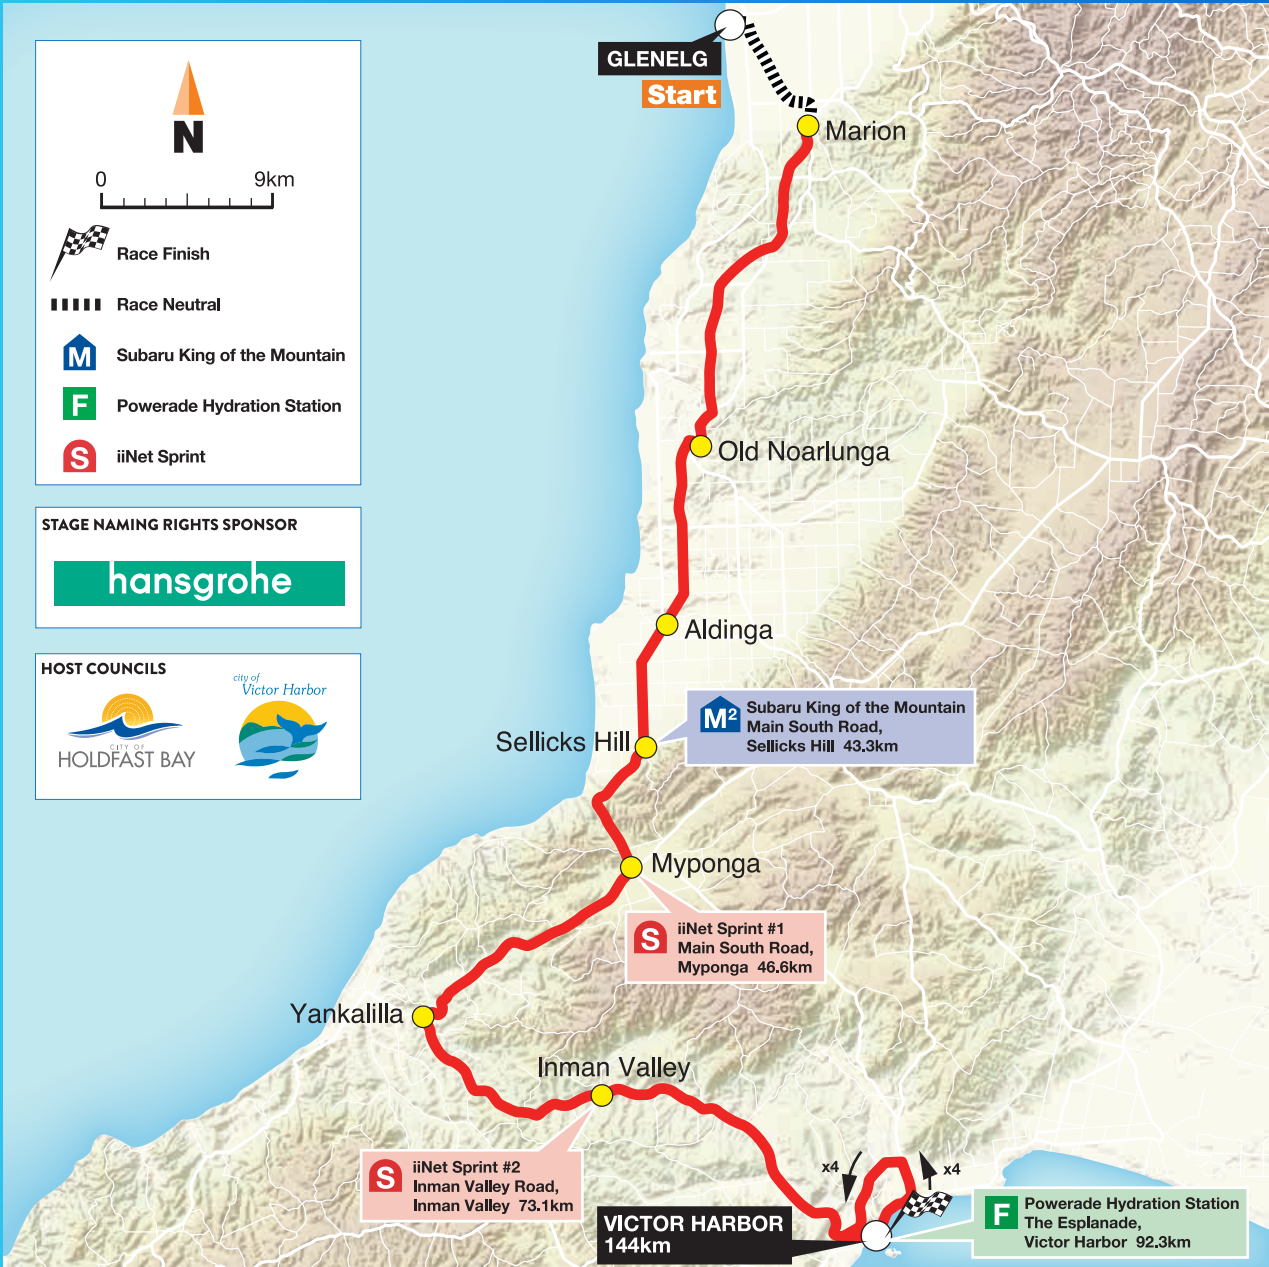 N
0 9km
Race Finish
Race Neutral
M Subaru King of the Mountain
F Powerade Hydration Station
S iiNet Sprint
STAGE NAMING RIGHTS SPONSOR
hansgrohe
HOST COUNCILS
CITY OF
HOLDFAST BAY
city of
Victor Harbor
GLENELG
Start
Marion
Old Noarlunga
Aldinga
M² Subaru King of the Mountain
Main South Road,
Sellicks Hill 43.3km
Sellicks Hill
Myponga
S iiNet Sprint #1
Main South Road,
Myponga 46.6km
Yankalilla
Inman Valley
S iiNet Sprint #2
Inman Valley Road,
Inman Valley 73.1km
x4
x4
VICTOR HARBOR
144km
F Powerade Hydration Station
The Esplanade,
Victor Harbor 92.3km